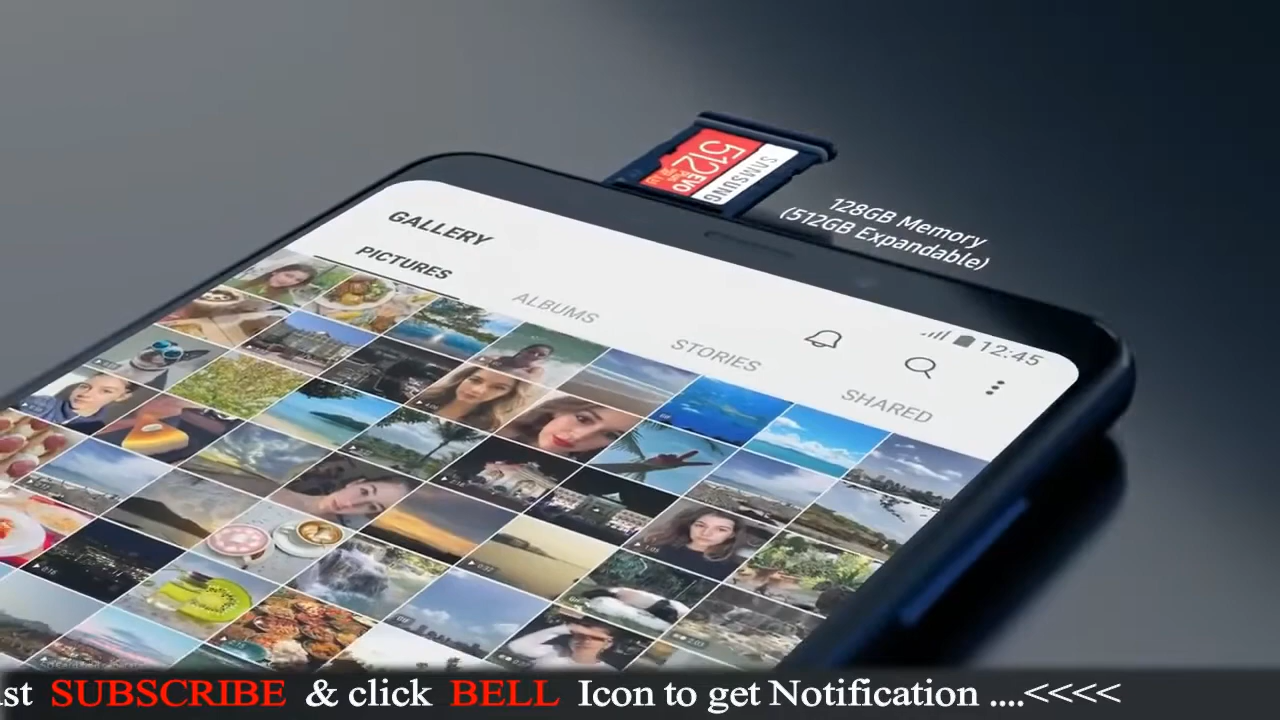 512
EVO
SAMSUNG
128GB Memory
(512GB Expandable)
GALLERY
12:45
PICTURES
ALBUMS
STORIES
SHARED
SUBSCRIBE & click BELL Icon to get Notification ....<<<<